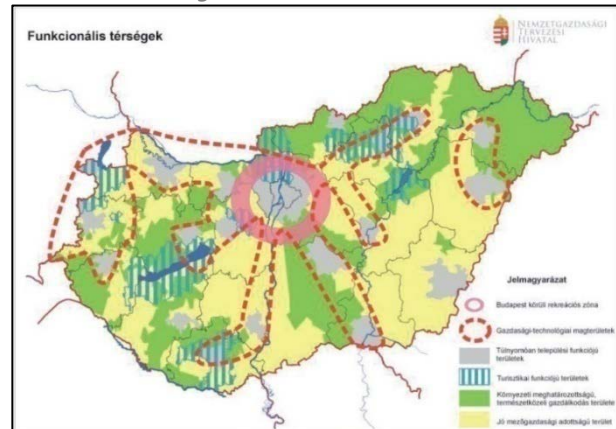 Funkcionális térségek
NEMZETGAZDASÁGI
TERVEZÉSI
HIVATAL
Jelmagyarázat
Budapest körüli rekreációs zóna
Gazdasági-technológiai magterületek
Túlnyomóan települési funkciójú
területek
Turisztikai funkciójú területek
Környezeti meghatározottságú,
természetközeli gazdálkodás területe
Jó mezőgazdasági adottságú terület